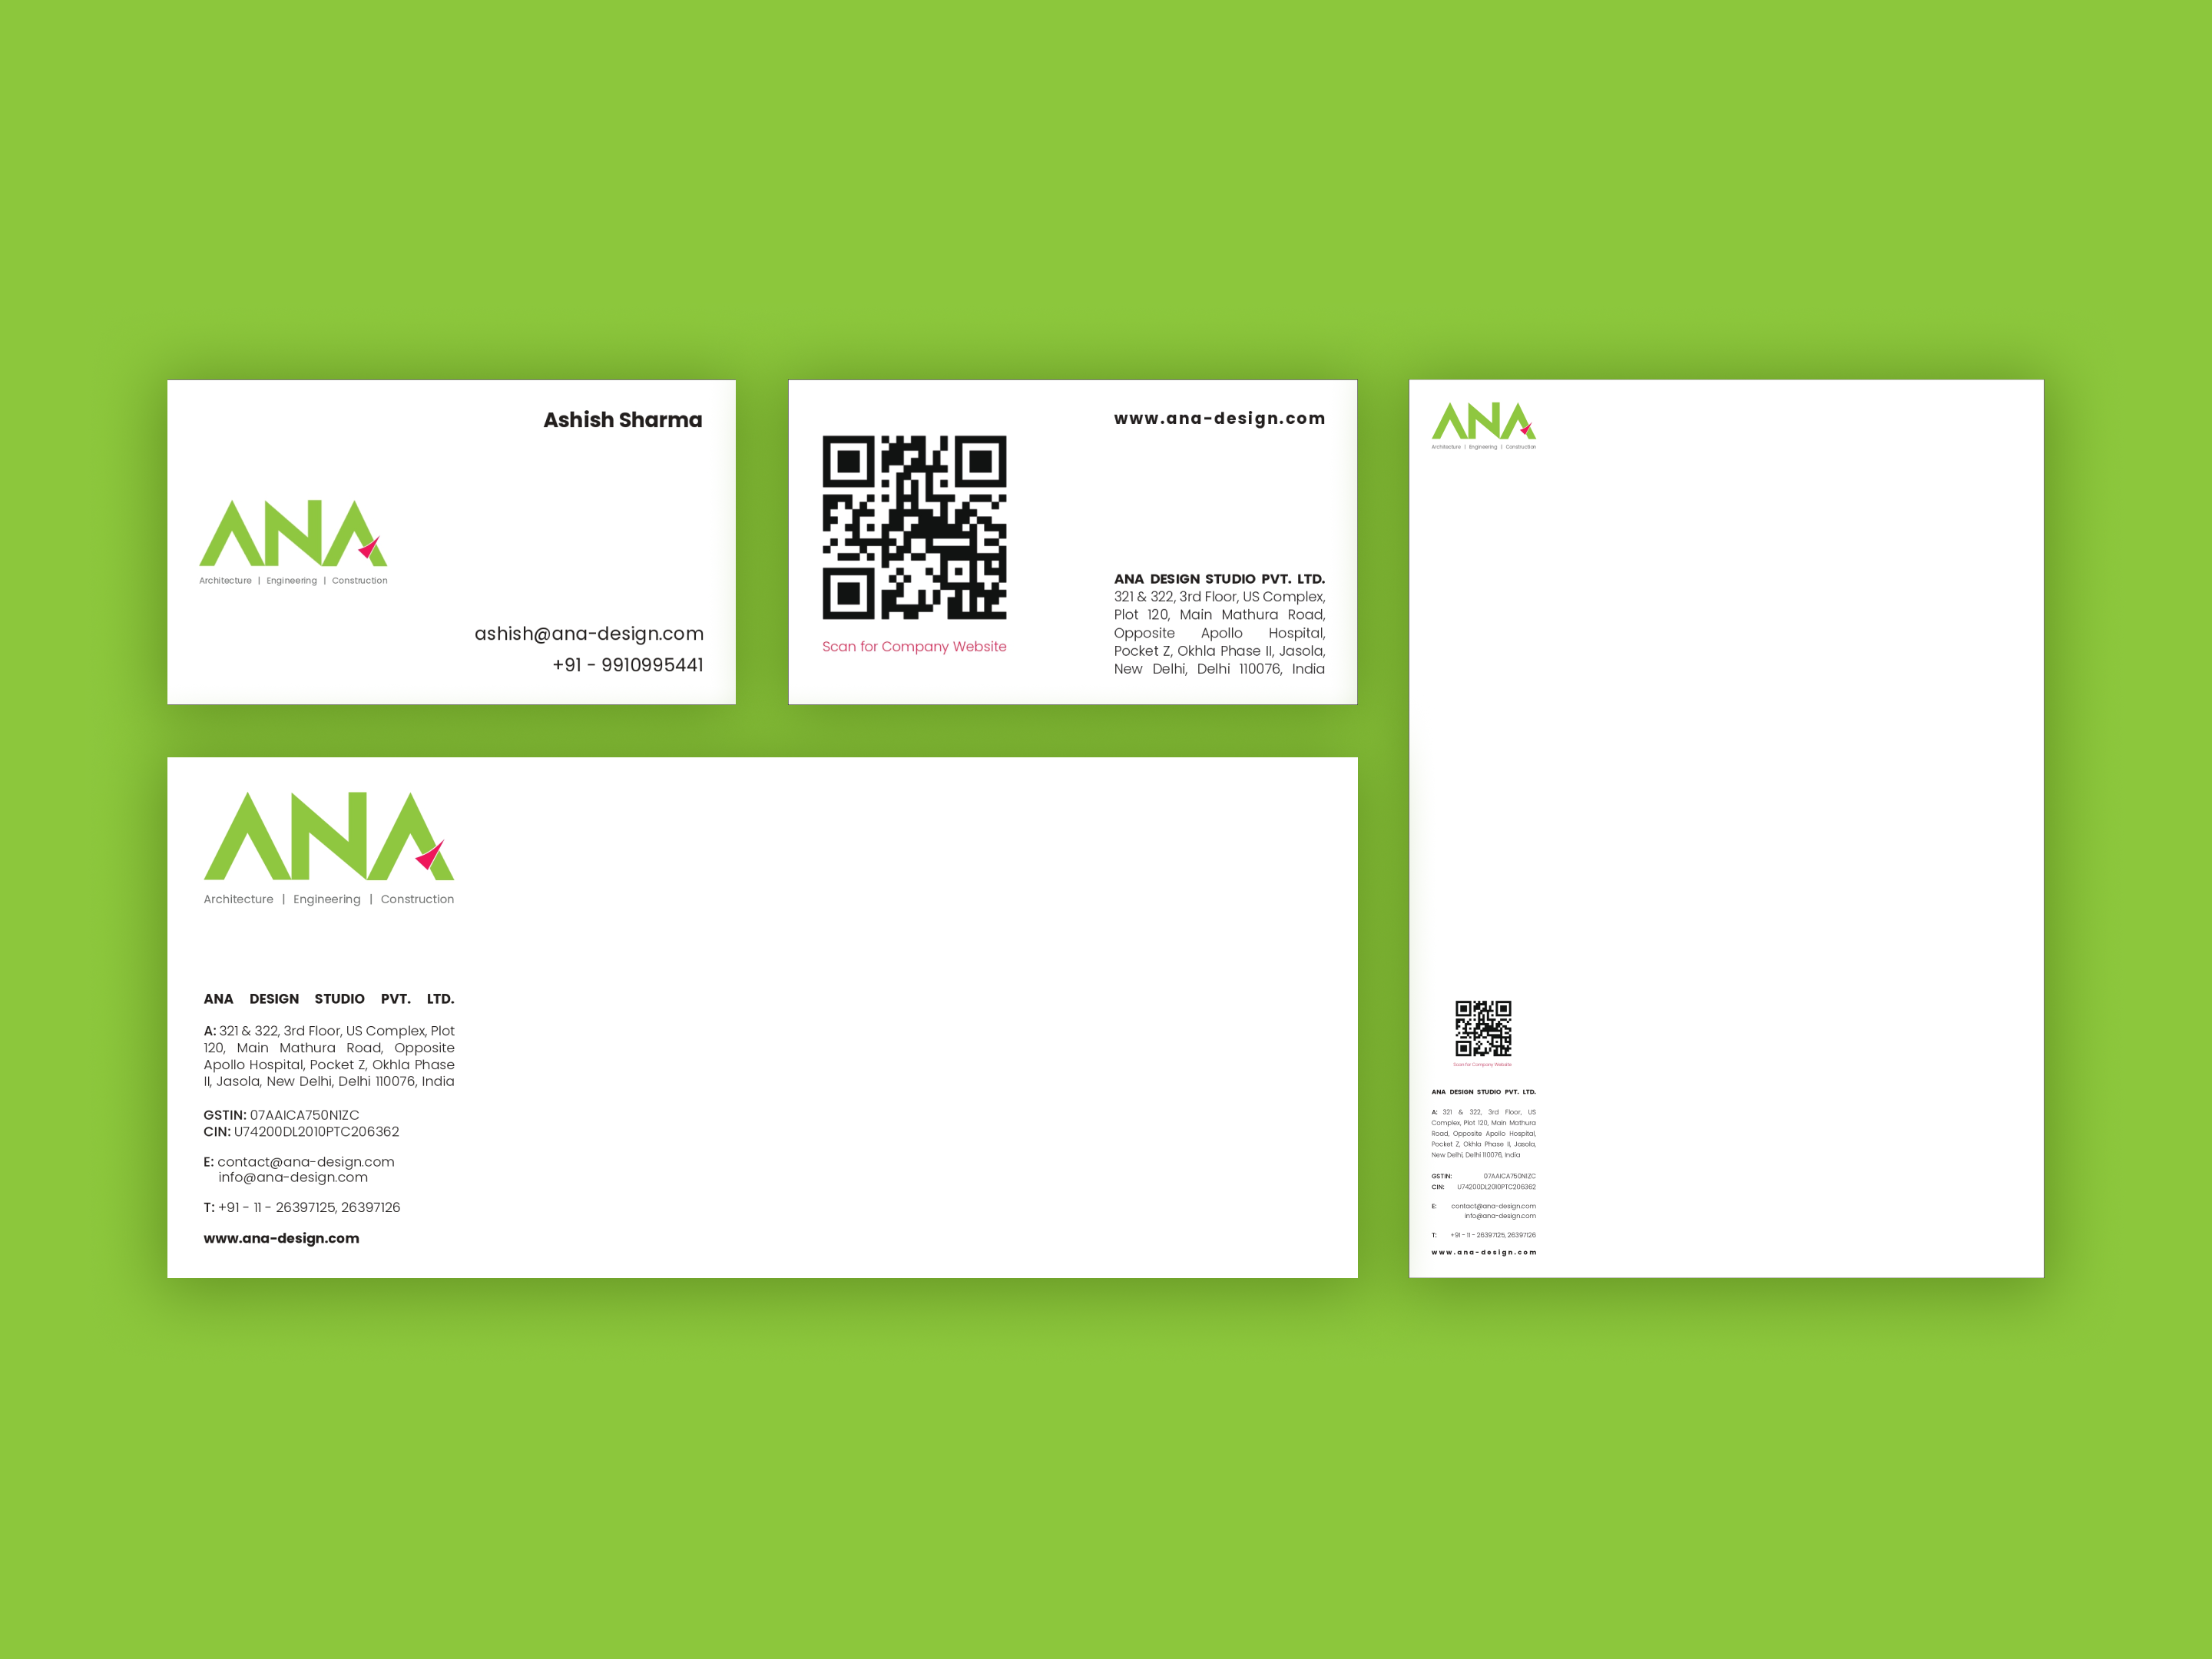 Ashish Sharma
ANA
Architecture | Engineering | Construction
ashish@ana-design.com
+91 - 9910995441
www.ana-design.com
Scan for Company Website
ANA DESIGN STUDIO PVT. LTD.
321 & 322, 3rd Floor, US Complex,
Plot 120, Main Mathura Road,
Opposite Apollo Hospital,
Pocket Z, Okhla Phase II, Jasola,
New Delhi, Delhi 110076, India
ANA
Architecture | Engineering | Construction
ANA DESIGN STUDIO PVT. LTD.
A: 321 & 322, 3rd Floor, US Complex, Plot
120, Main Mathura Road, Opposite
Apollo Hospital, Pocket Z, Okhla Phase
II, Jasola, New Delhi, Delhi 110076, India
GSTIN: 07AAICA750N1ZC
CIN: U74200DL2010PTC206362
E: contact@ana-design.com
info@ana-design.com
T: +91 - 11 - 26397125, 26397126
www.ana-design.com
ANA
Architecture | Engineering | Construction
Scan for Company Website
ANA DESIGN STUDIO PVT. LTD.
A: 321 & 322, 3rd Floor, US
Complex, Plot 120, Main Mathura
Road, Opposite Apollo Hospital,
Pocket Z, Okhla Phase II, Jasola,
New Delhi, Delhi 110076, India
GSTIN: 07AAICA750N1ZC
CIN: U74200DL2010PTC206362
E: contact@ana-design.com
info@ana-design.com
T: +91 - 11 - 26397125, 26397126
www.ana-design.com